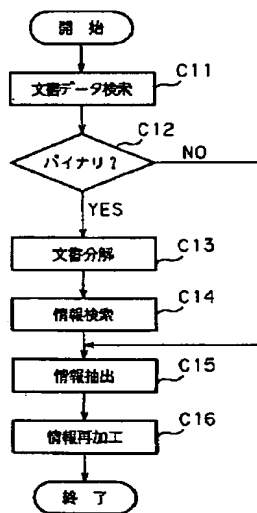 開始
文書データ検索
C11
バイナリ?
C12
NO
YES
文書分解
C13
情報検索
C14
情報抽出
C15
情報再加工
C16
終了